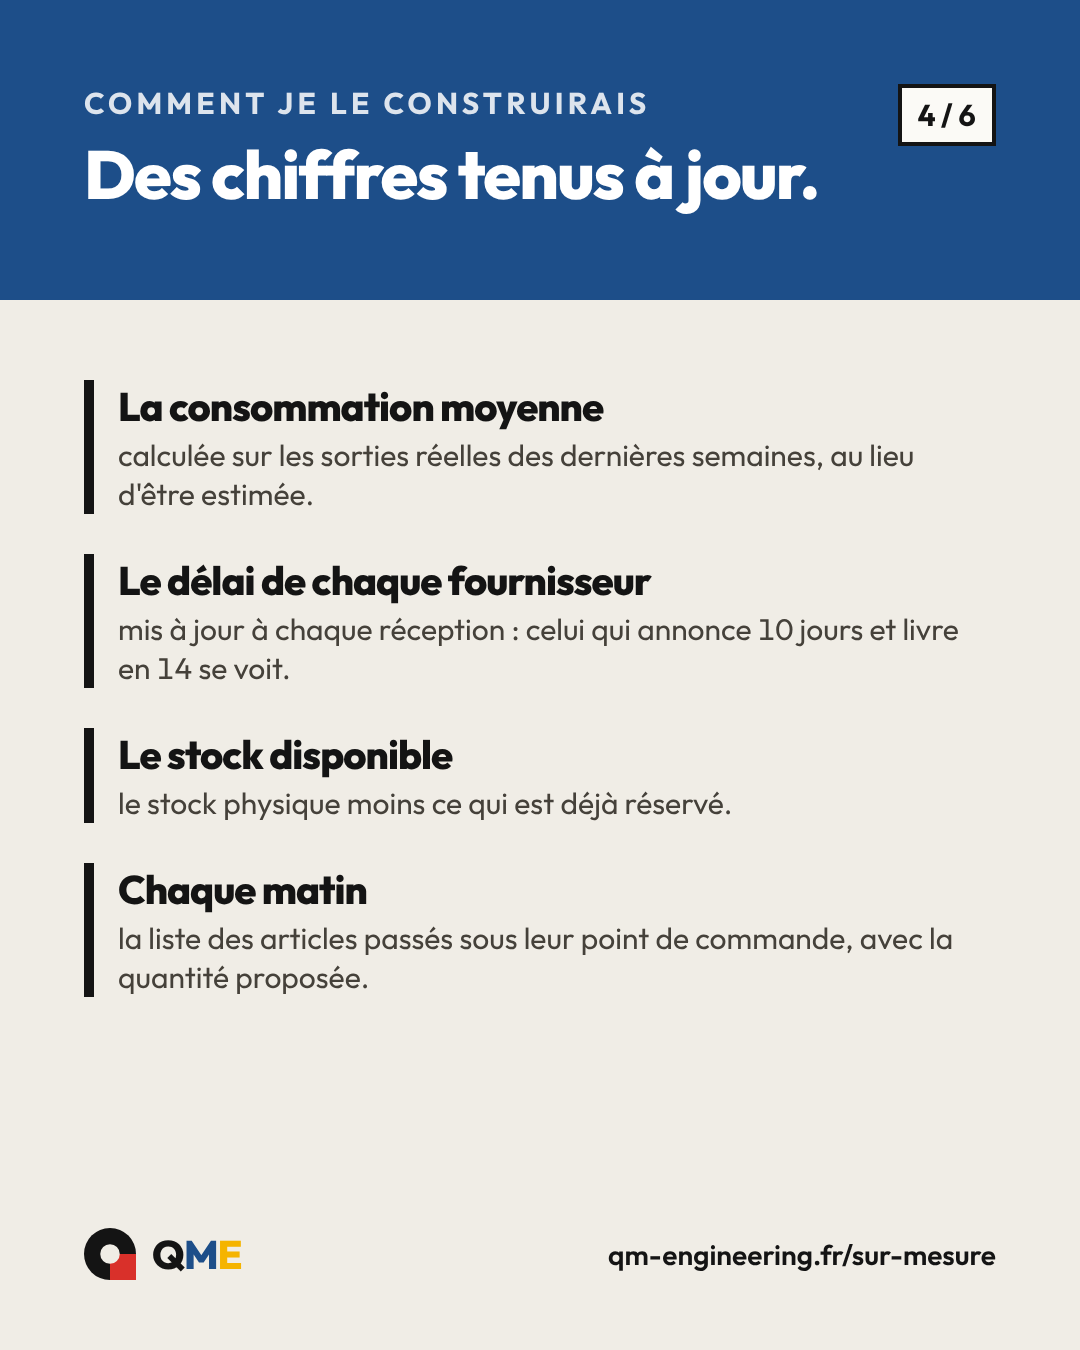 COMMENT JE LE CONSTRUIRAIS
4 / 6
Des chiffres tenus à jour.
La consommation moyenne
calculée sur les sorties réelles des dernières semaines, au lieu
d'être estimée.
Le délai de chaque fournisseur
mis à jour à chaque réception : celui qui annonce 10 jours et livre
en 14 se voit.
Le stock disponible
le stock physique moins ce qui est déjà réservé.
Chaque matin
la liste des articles passés sous leur point de commande, avec la
quantité proposée.
QME
qm-engineering.fr/sur-mesure